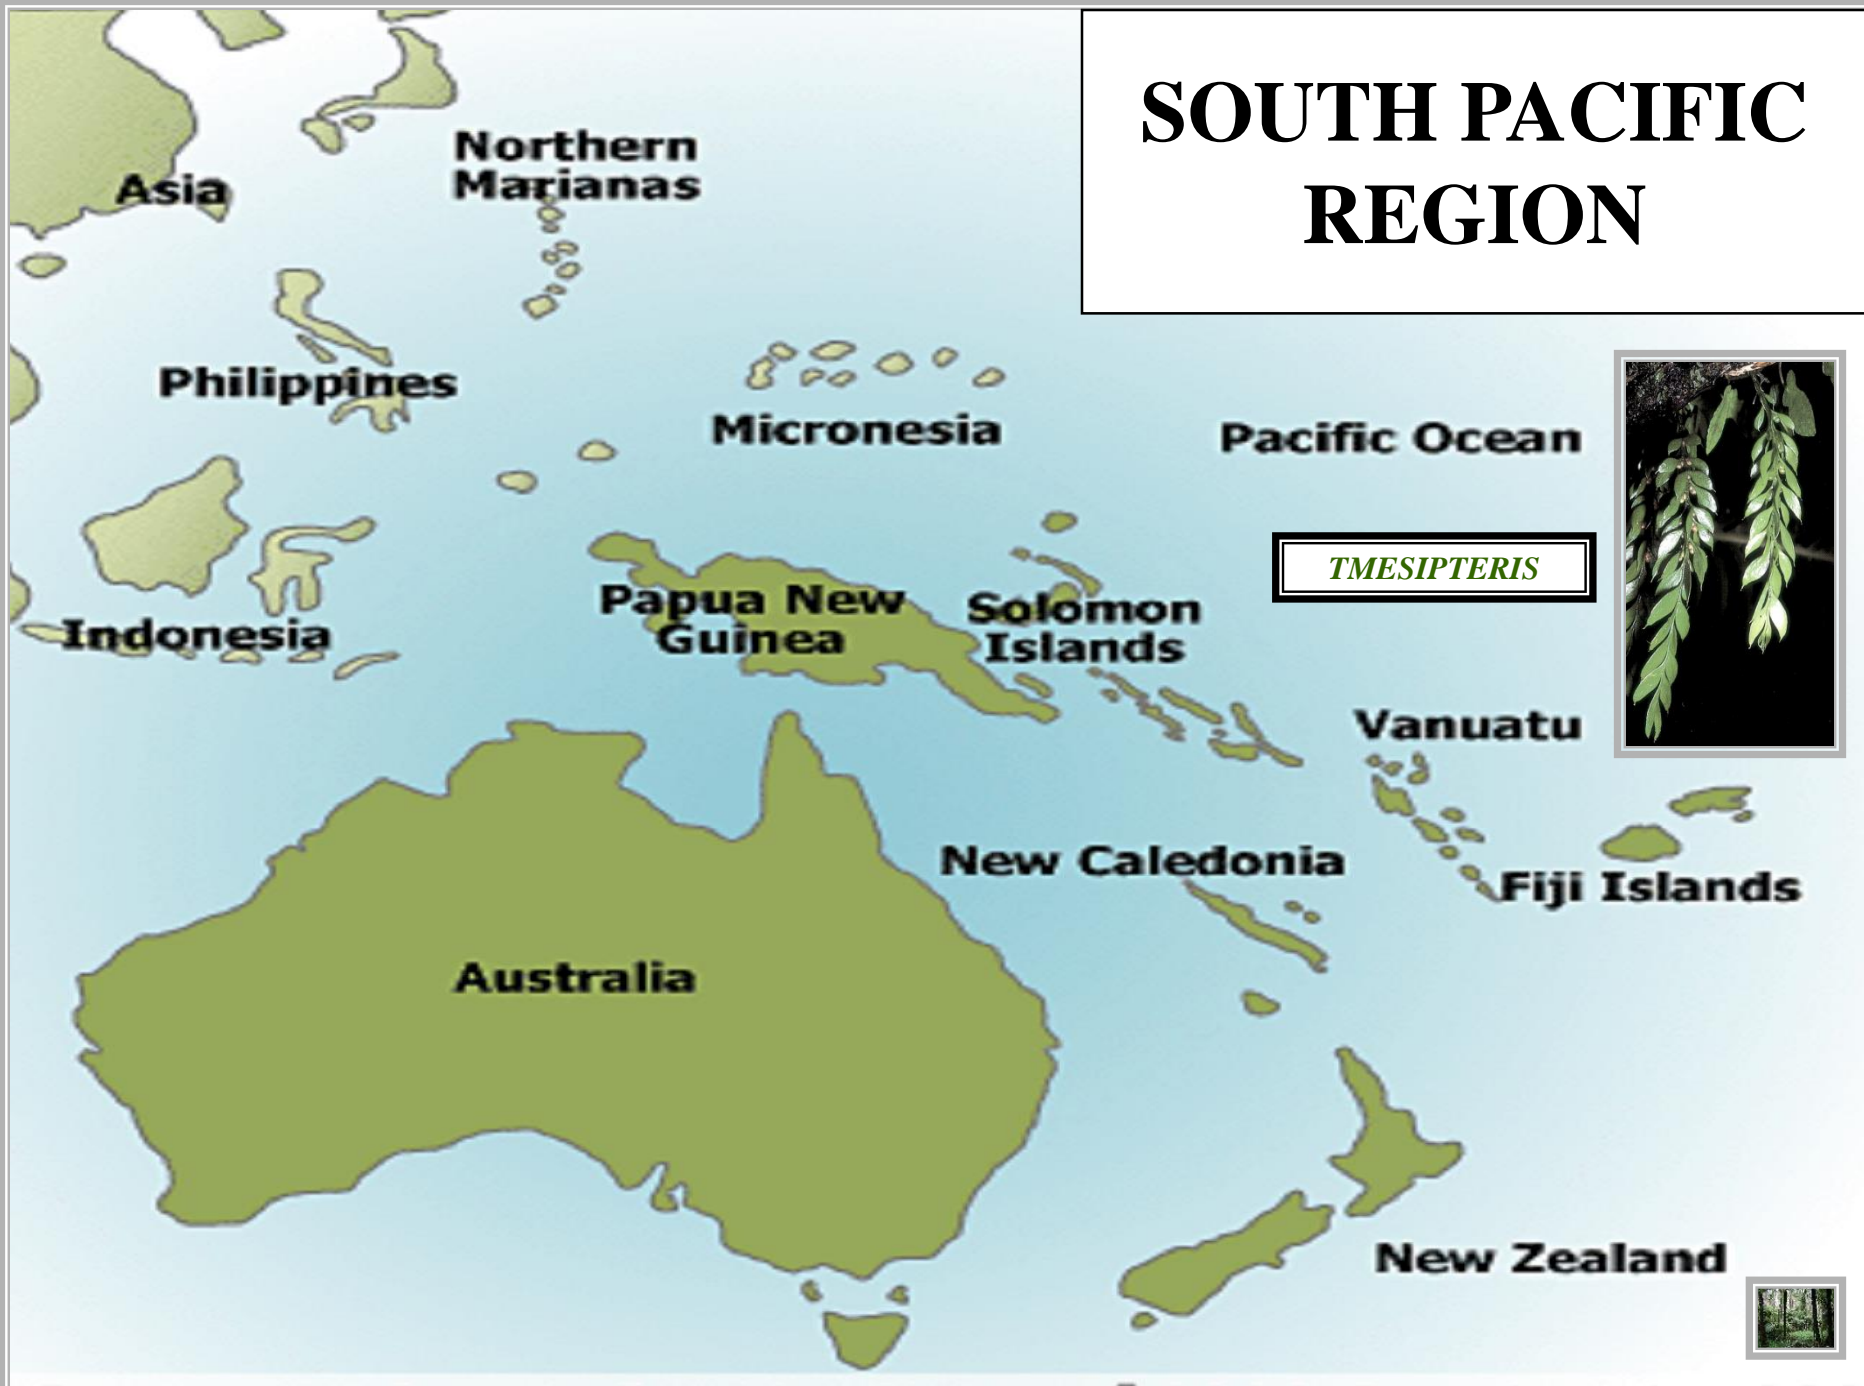 SOUTH PACIFIC
REGION
Northern
Marianas
Asia
Philippines
Micronesia
Pacific Ocean
TMESIPTERIS
Papua New
Guinea
Solomon
Islands
Indonesia
Vanuatu
New Caledonia
Fiji Islands
Australia
New Zealand